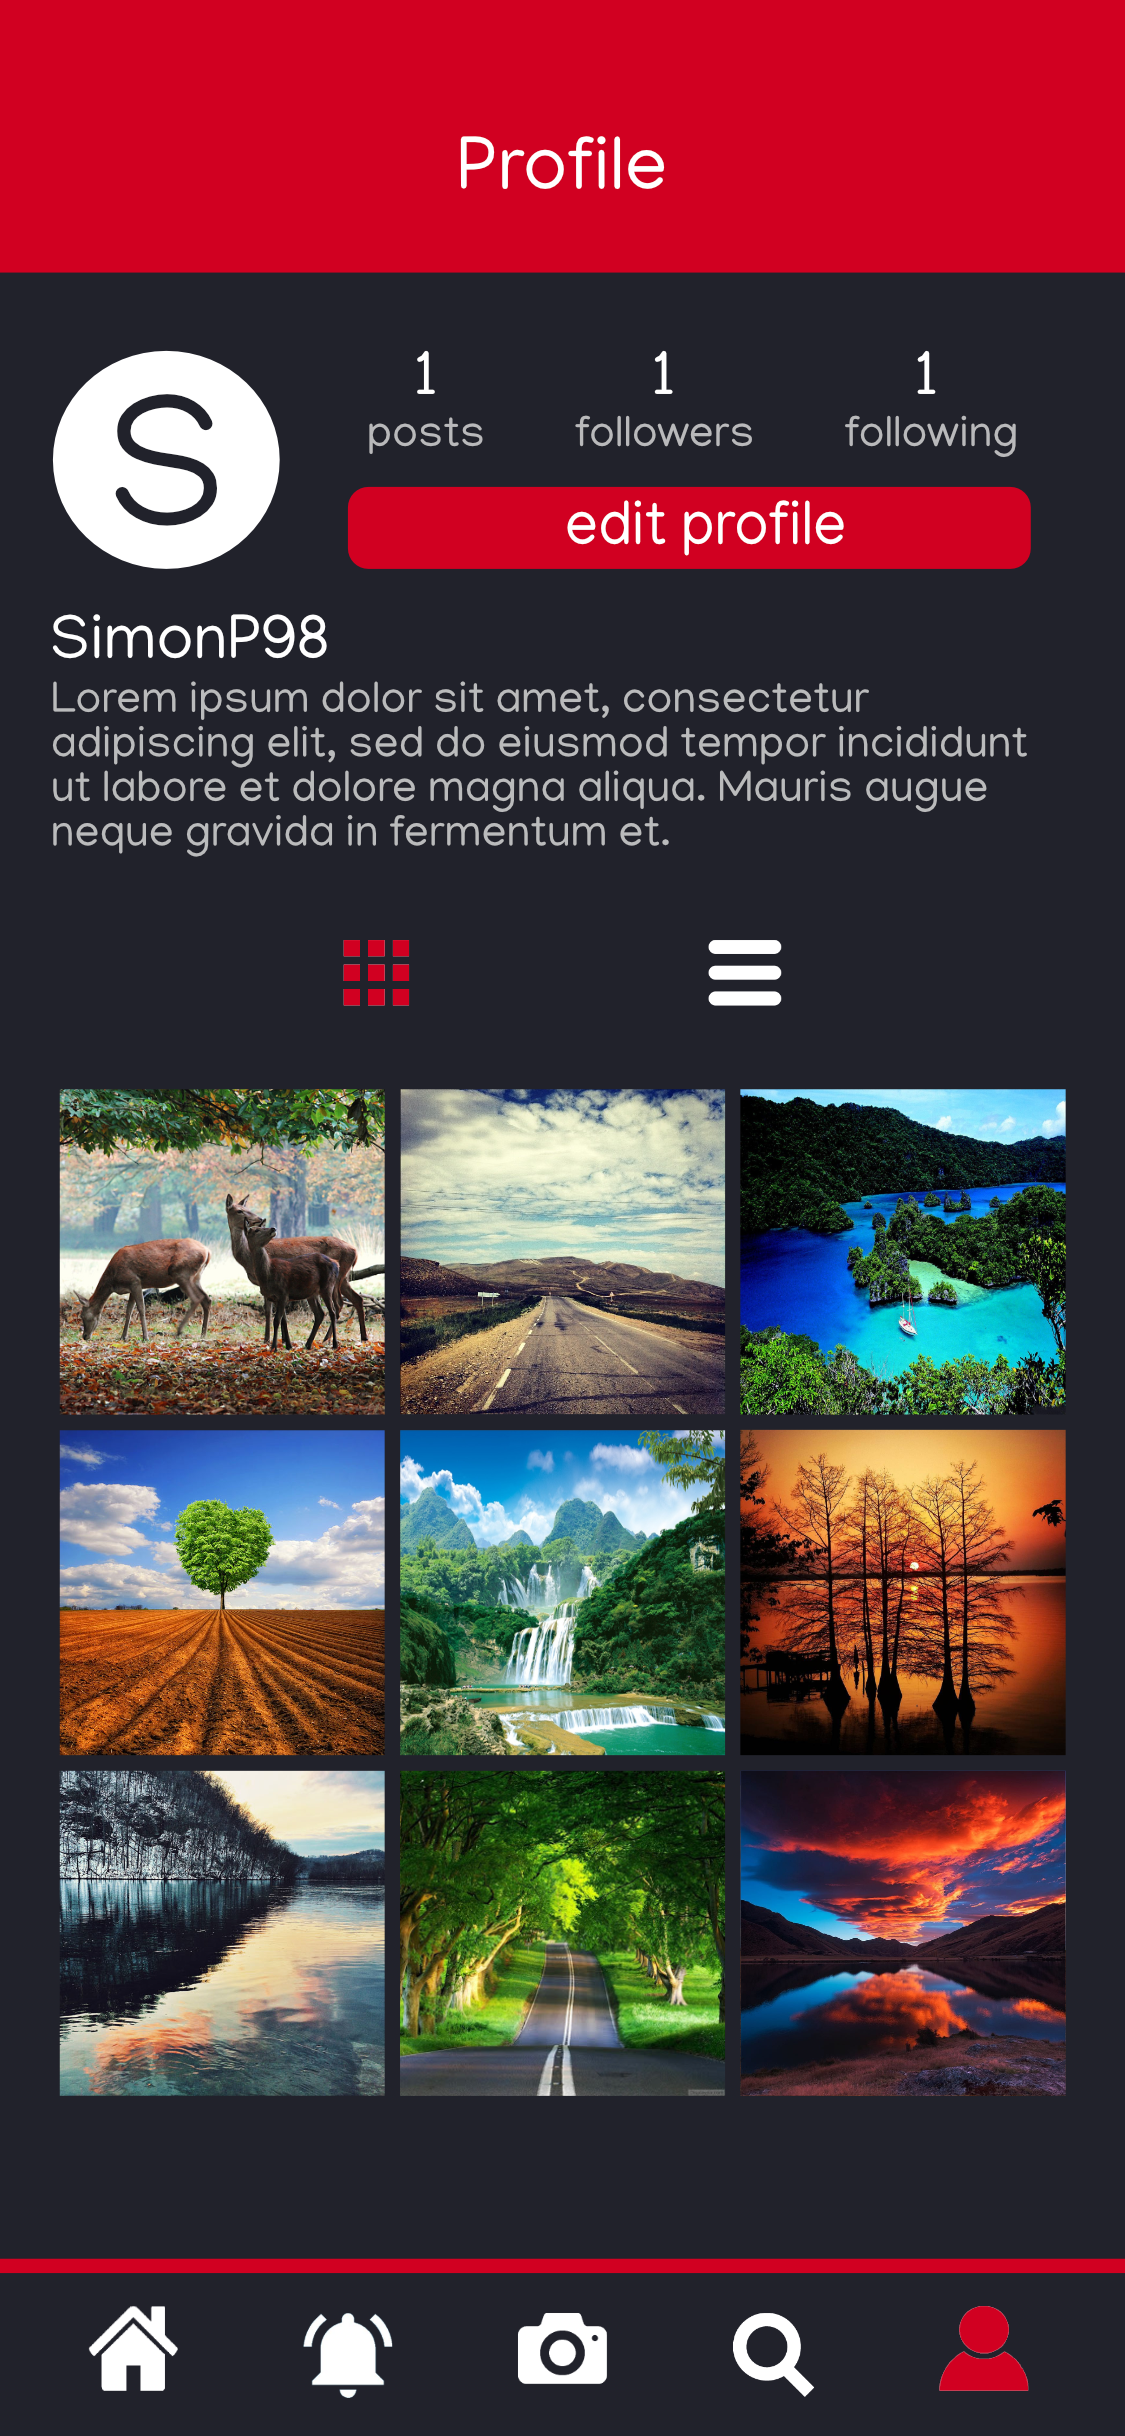 Profile
S
1
1
1
posts
followers
following
edit profile
SimonP98
Lorem ipsum dolor sit amet, consectetur
adipiscing elit, sed do eiusmod tempor incididunt
ut labore et dolore magna aliqua. Mauris augue
neque gravida in fermentum et.